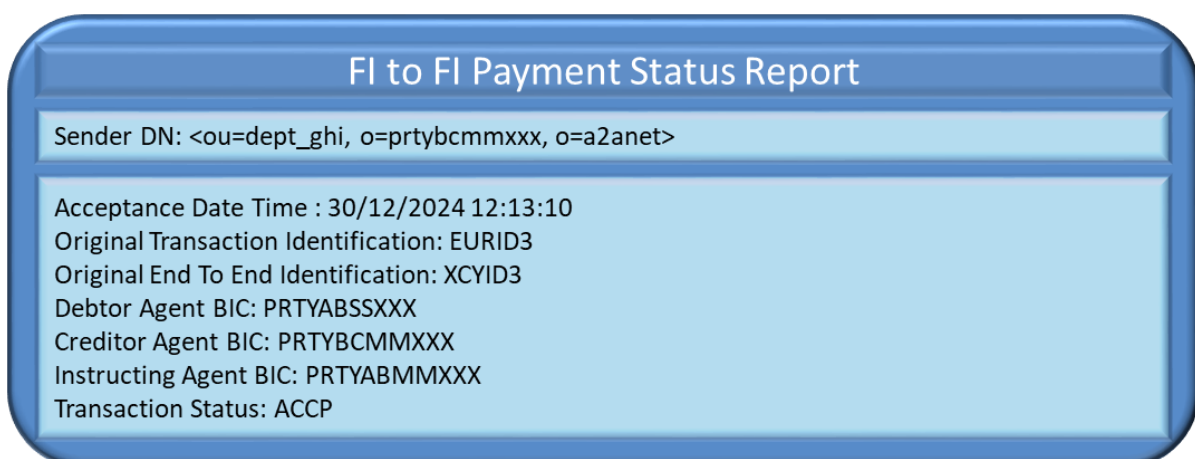 FI to FI Payment Status Report
Sender DN: <ou=dept_ghi, o=prtybcmmxxx, o=a2anet>
Acceptance Date Time : 30/12/2024 12:13:10
Original Transaction Identification: EURID3
Original End To End Identification: XCYID3
Debtor Agent BIC: PRTYABSSXXX
Creditor Agent BIC: PRTYBCMMXXX
Instructing Agent BIC: PRTYABMMXXX
Transaction Status: ACCP